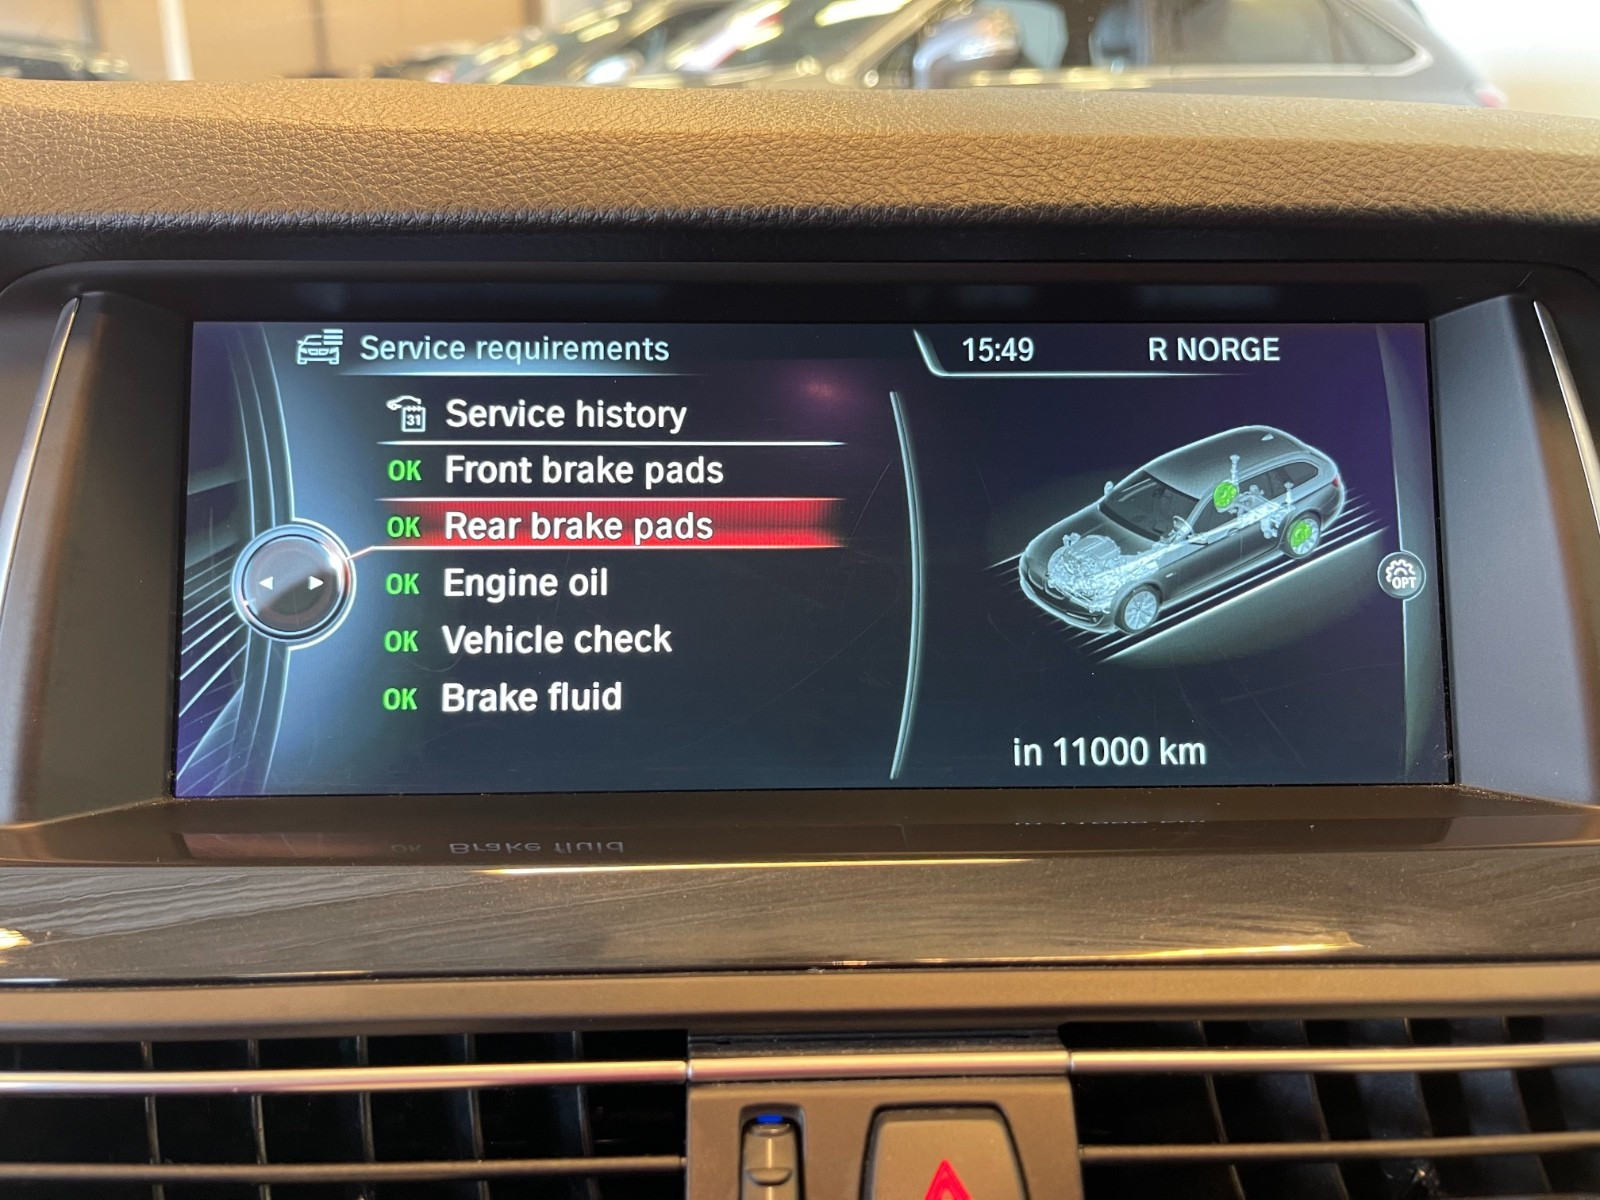 Service requirements
15:49 R NORGE
31 Service history
OK Front brake pads
OK Rear brake pads
OK Engine oil
OK Vehicle check
OK Brake fluid
OPT
in 11000 km